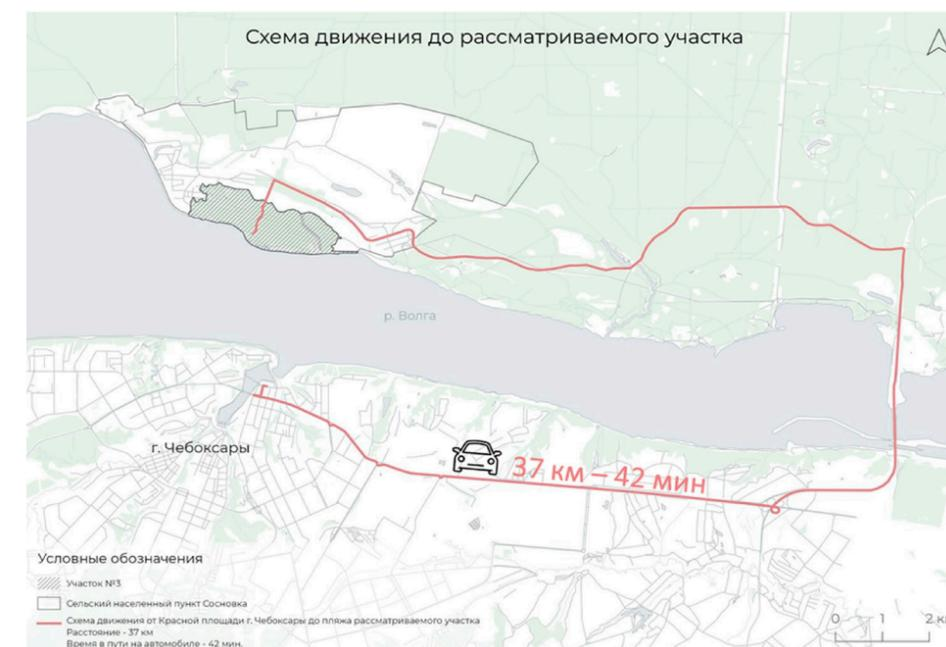 Схема движения до рассматриваемого участка
р. Волга
г. Чебоксары
37 км – 42 мин
Условные обозначения
Участок №3
Сельский населенный пункт Сосновка
Схема движения от Красной площади г. Чебоксары до пляжа рассматриваемого участка
Расстояние - 37 км
Время в пути на автомобиле - 42 мин.
0 1 2 км